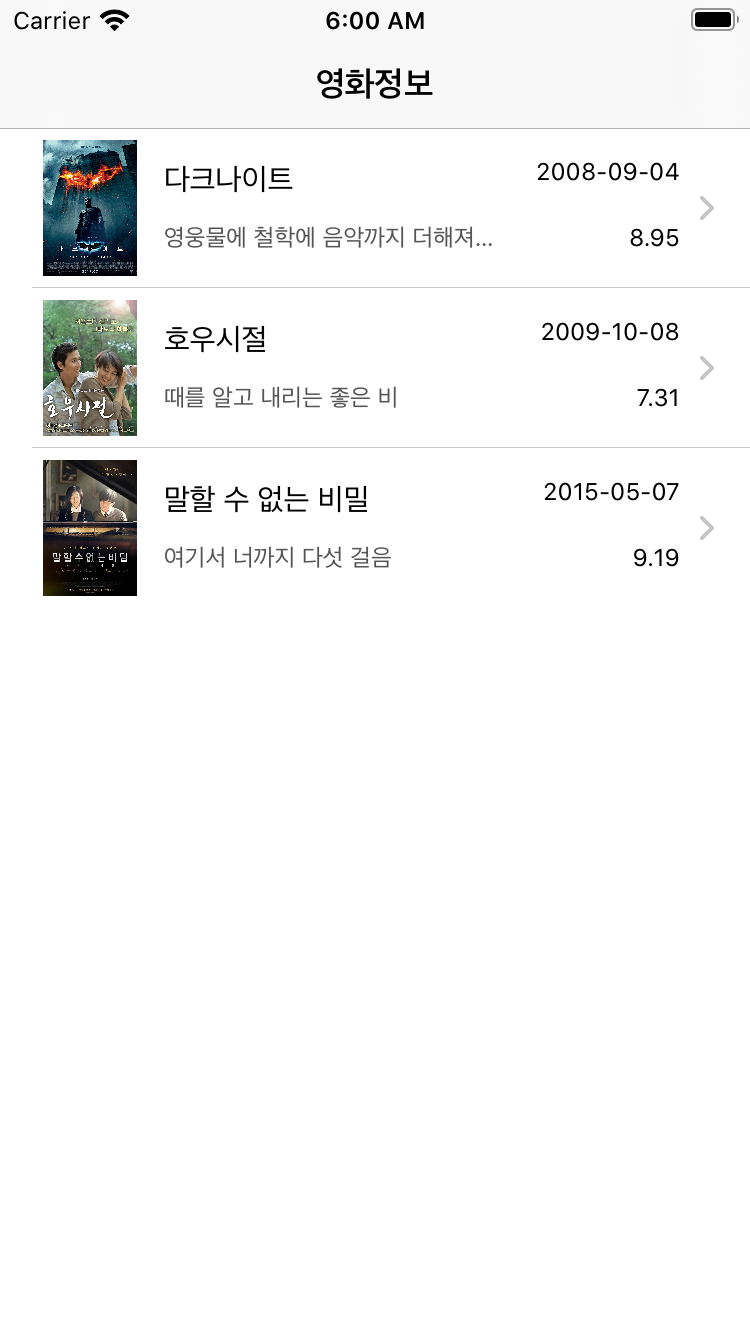 Carrier
6:00 AM
영화정보
다크나이트
2008-09-04
영웅물에 철학에 음악까지 더해져...
8.95
호우시절
호우시절
2009-10-08
때를 알고 내리는 좋은 비
7.31
말할 수 없는 비밀
2015-05-07
말할 수 없는 비밀
여기서 너까지 다섯 걸음
9.19